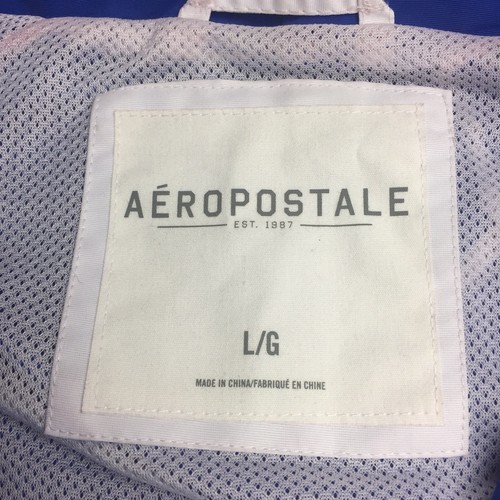 AÉROPOSTALE
EST. 1987
L/G
MADE IN CHINA/FABRIQUÉ EN CHINE